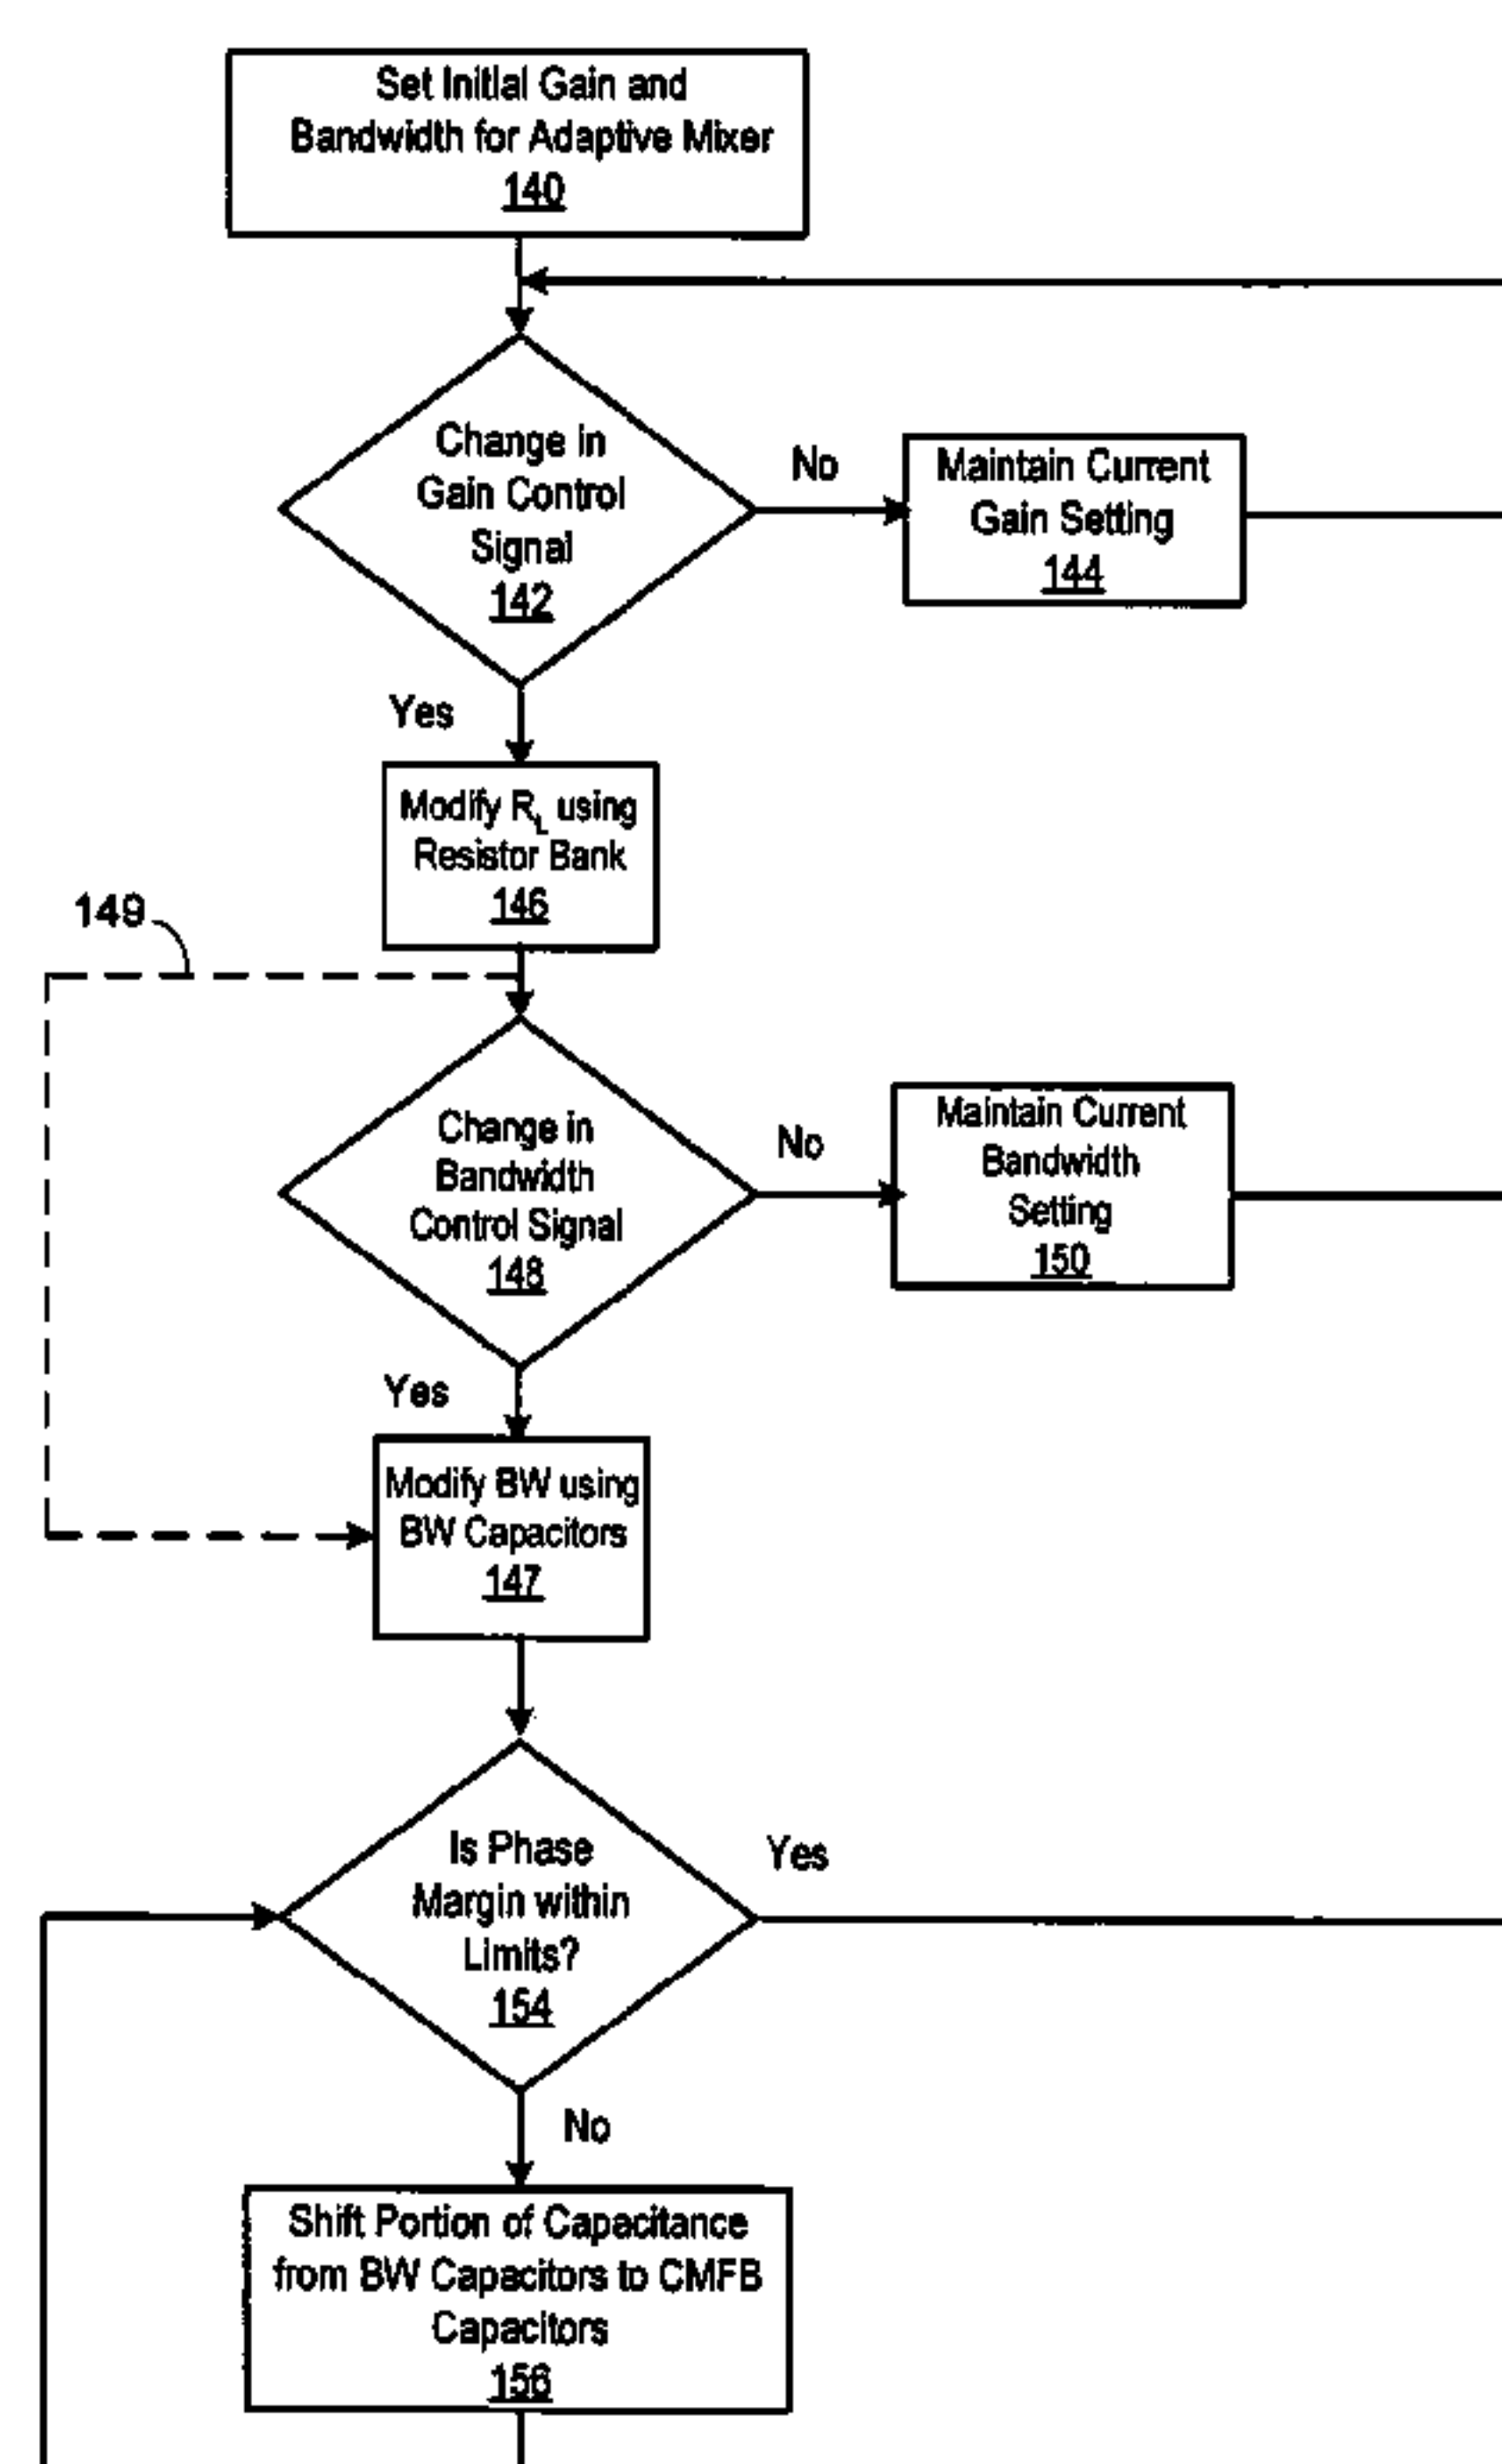 Set Initial Gain and
Bandwidth for Adaptive Mixer
140
Change in
Gain Control
Signal
142
No
Maintain Current
Gain Setting
144
Yes
Modify RL using
Resistor Bank
146
149
Change in
Bandwidth
Control Signal
148
No
Maintain Current
Bandwidth
Setting
150
Yes
Modify BW using
BW Capacitors
147
Is Phase
Margin within
Limits?
154
Yes
No
Shift Portion of Capacitance
from BW Capacitors to CMFB
Capacitors
156